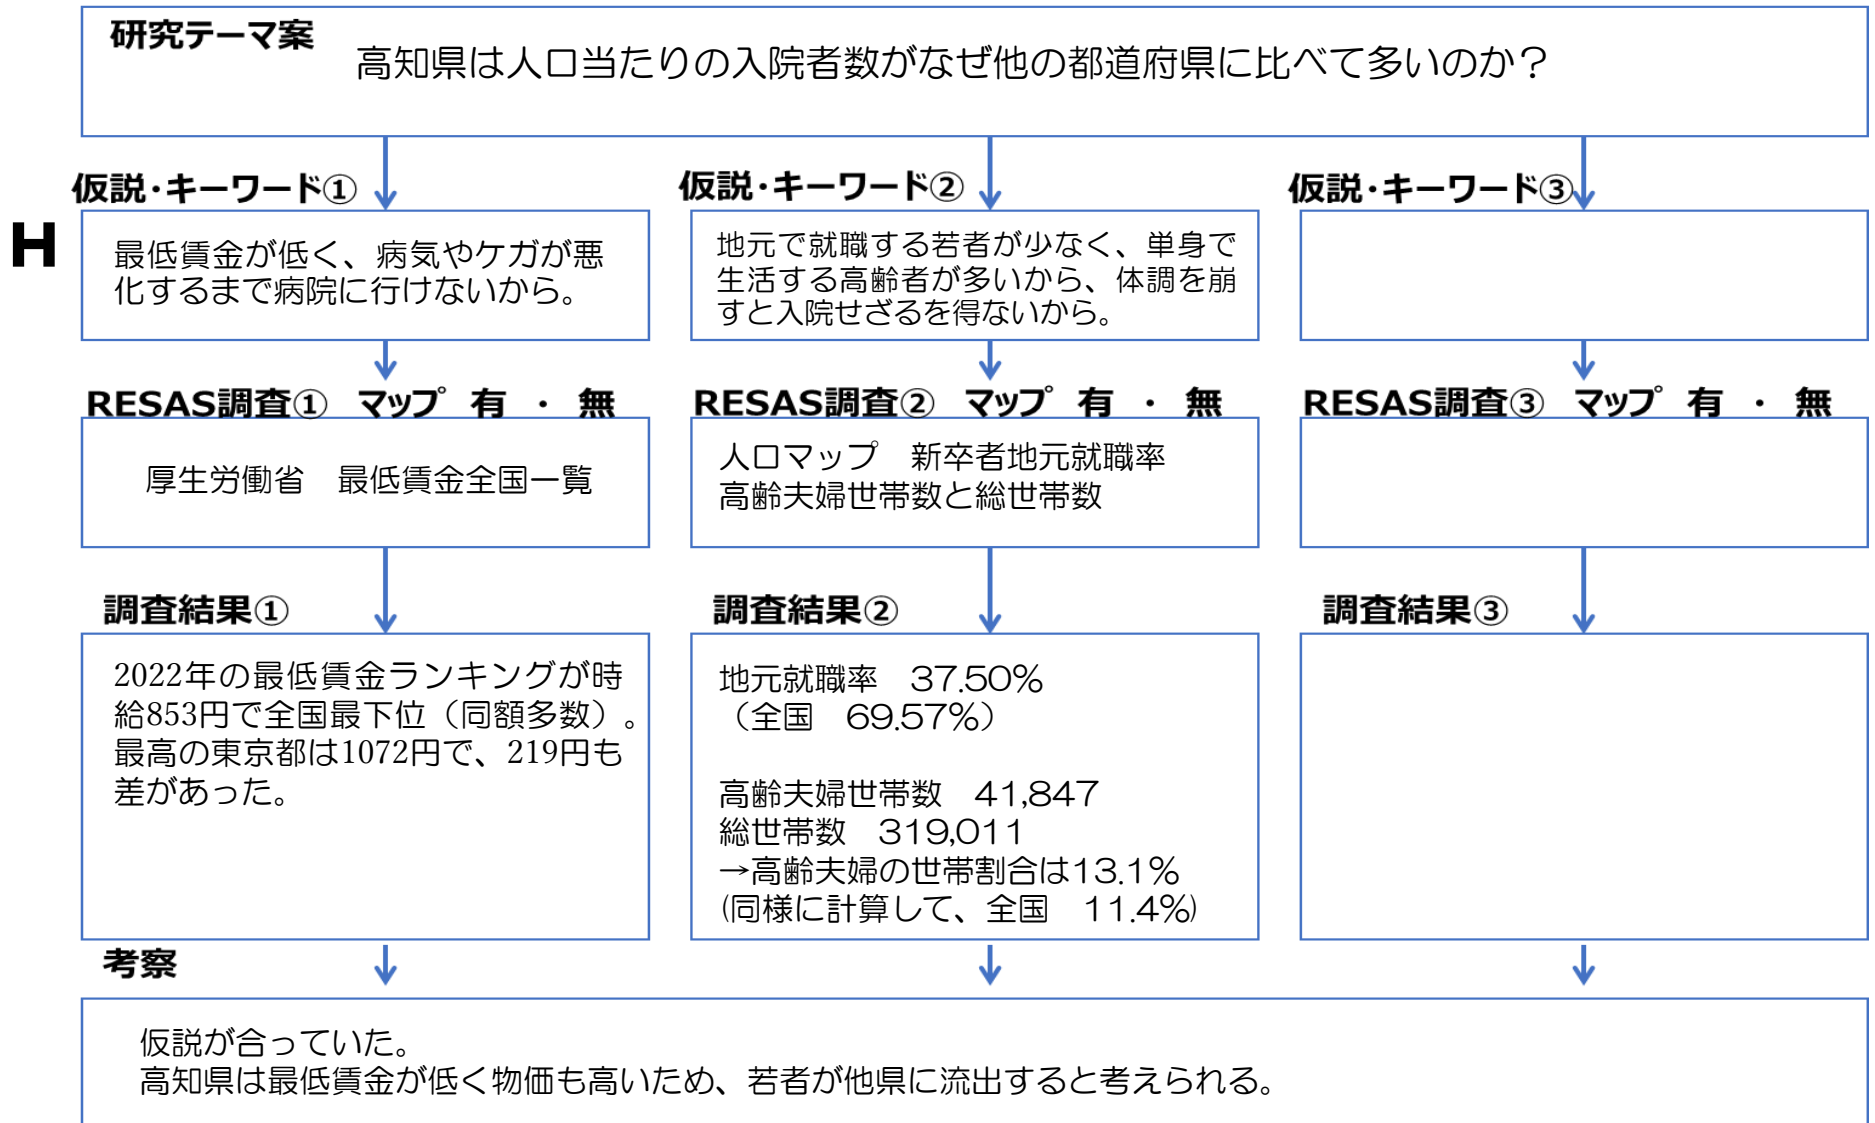 研究テーマ案
高知県は人口当たりの入院者数がなぜ他の都道府県に比べて多いのか？
H
仮説・キーワード①
最低賃金が低く、病気やケガが悪
化するまで病院に行けないから。
RESAS調査① マップ 有 ・ 無
厚生労働省　最低賃金全国一覧
調査結果①
2022年の最低賃金ランキングが時
給853円で全国最下位（同額多数）。
最高の東京都は1072円で、219円も
差があった。
仮説・キーワード②
地元で就職する若者が少なく、単身で
生活する高齢者が多いから、体調を崩
すと入院せざるを得ないから。
RESAS調査② マップ 有 ・ 無
人口マップ　新卒者地元就職率
高齢夫婦世帯数と総世帯数
調査結果②
地元就職率　37.50%
（全国　69.57%）
高齢夫婦世帯数　41,847
総世帯数　319,011
→高齢夫婦の世帯割合は13.1%
(同様に計算して、全国　11.4%)
仮説・キーワード③
RESAS調査③ マップ 有 ・ 無
調査結果③
考察
仮説が合っていた。
高知県は最低賃金が低く物価も高いため、若者が他県に流出すると考えられる。